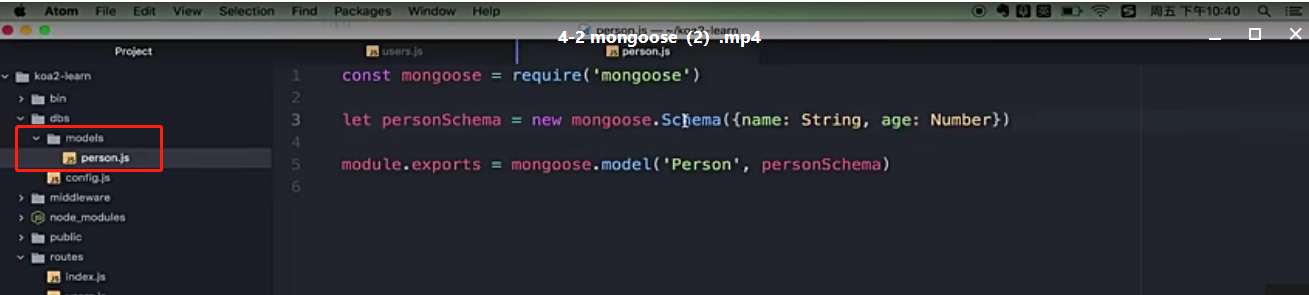 Atom File Edit View Selection Find Packages Window Help 周五 下午10:40
person.js — ~/koa2-learn
4-2 mongoose（2）.mp4
Project users.js person.js
koa2-learn
bin
dbs
models
person.js
config.js
middleware
node_modules
public
routes
index.js
1 const mongoose = require('mongoose')
2
3 let personSchema = new mongoose.Schema({name: String, age: Number})
4
5 module.exports = mongoose.model('Person', personSchema)
6